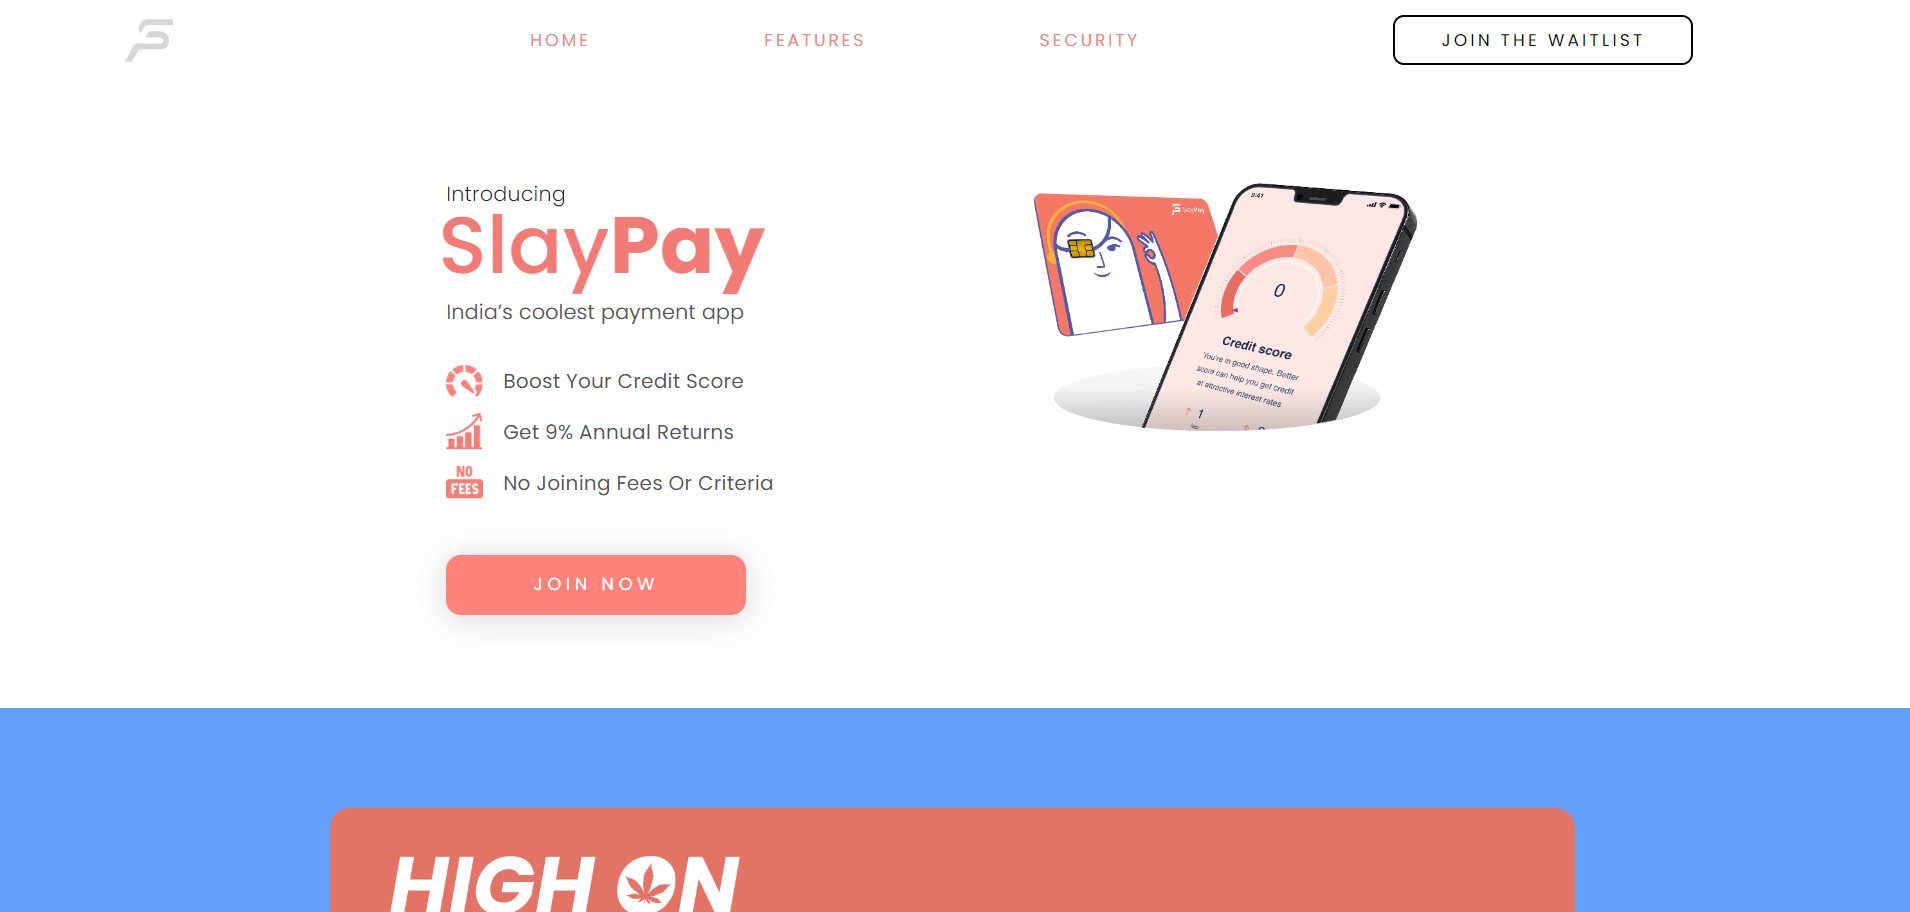 HOME
FEATURES
SECURITY
JOIN THE WAITLIST
Introducing
SlayPay
India’s coolest payment app
Boost Your Credit Score
Get 9% Annual Returns
NO
FEES
No Joining Fees Or Criteria
JOIN NOW
SlayPay
9:41
0
Credit score
You're in good shape. Better
score can help you get credit
at attractive interest rates
1
HIGH ON